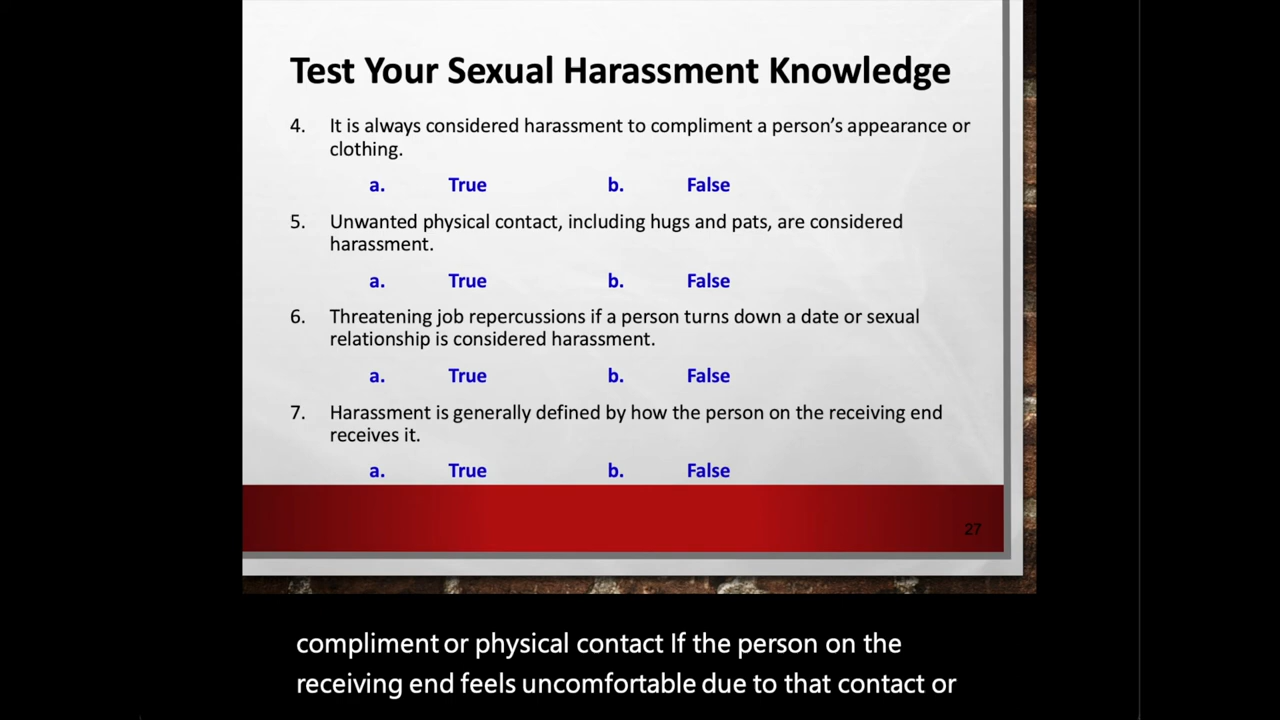 Test Your Sexual Harassment Knowledge
4. It is always considered harassment to compliment a person's appearance or
clothing.
a. True b. False
5. Unwanted physical contact, including hugs and pats, are considered
harassment.
a. True b. False
6. Threatening job repercussions if a person turns down a date or sexual
relationship is considered harassment.
a. True b. False
7. Harassment is generally defined by how the person on the receiving end
receives it.
a. True b. False
27
compliment or physical contact If the person on the
receiving end feels uncomfortable due to that contact or